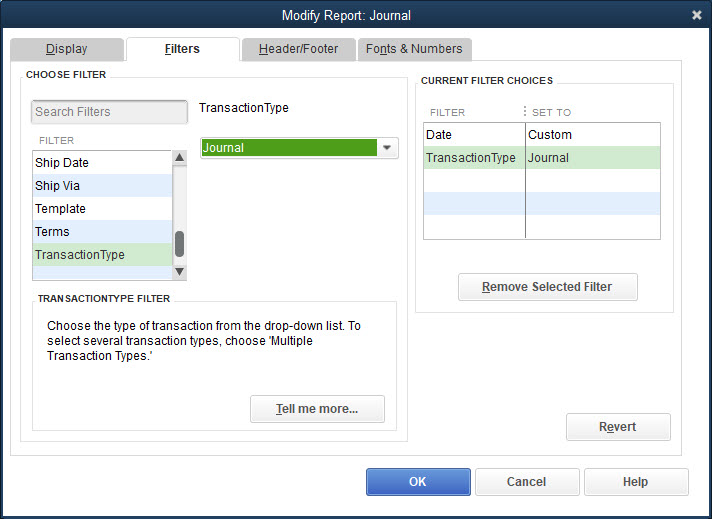 Modify Report: Journal
Display
Filters
Header/Footer
Fonts & Numbers
CHOOSE FILTER
Search Filters
TransactionType
FILTER
Journal
Ship Date
Ship Via
Template
Terms
TransactionType
TRANSACTIONTYPE FILTER
Choose the type of transaction from the drop-down list. To
select several transaction types, choose 'Multiple
Transaction Types.'
Tell me more...
CURRENT FILTER CHOICES
FILTER SET TO
Date Custom
TransactionType Journal
Remove Selected Filter
Revert
OK
Cancel
Help